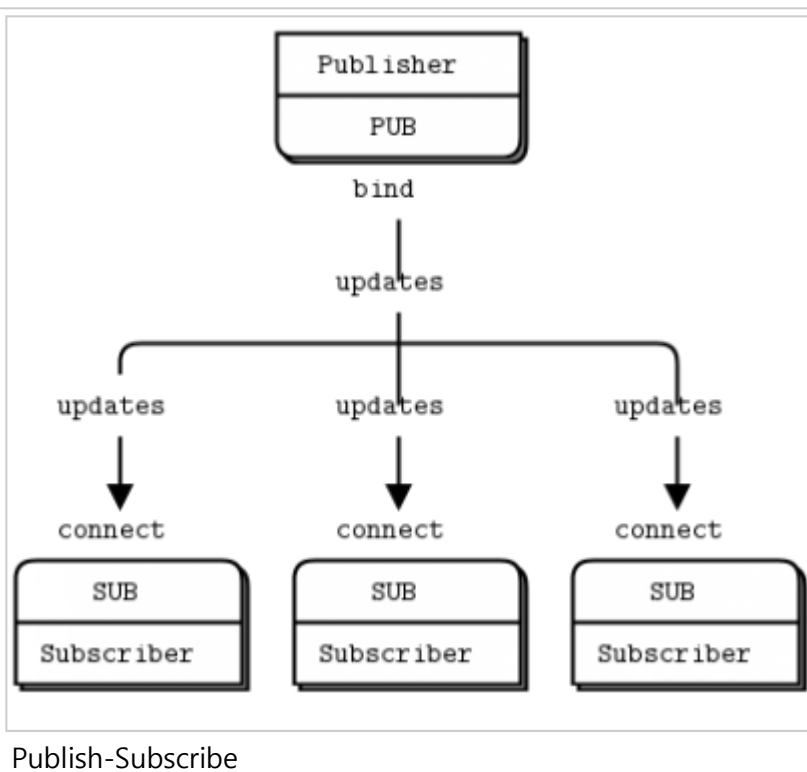 Publisher
PUB
bind
updates
updates updates updates
connect connect connect
SUB SUB SUB
Subscriber Subscriber Subscriber
Publish-Subscribe